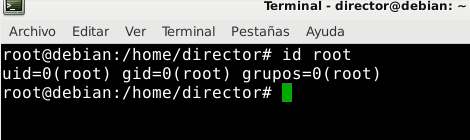 Terminal - director@debian: ~
Archivo Editar Ver Terminal Pestañas Ayuda
root@debian:/home/director# id root
uid=0(root) gid=0(root) grupos=0(root)
root@debian:/home/director#